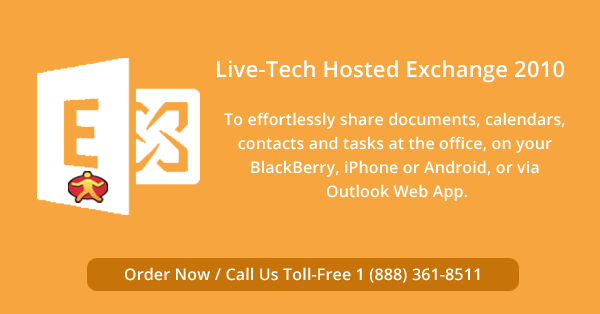 Live-Tech Hosted Exchange 2010
E
To effortlessly share documents, calendars,
contacts and tasks at the office, on your
BlackBerry, iPhone or Android, or via
Outlook Web App.
Order Now / Call Us Toll-Free 1 (888) 361-8511